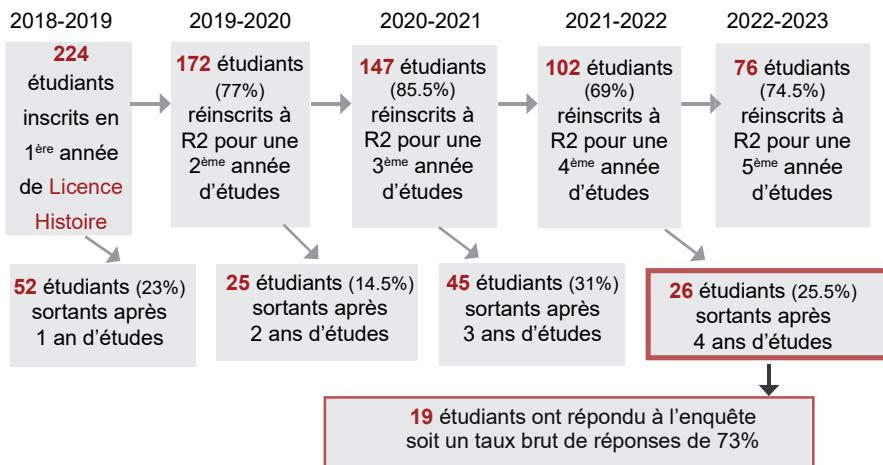 2018-2019
2019-2020
2020-2021
2021-2022
2022-2023
224
étudiants
inscrits en
1ère année
de Licence
Histoire
172 étudiants
(77%)
réinscrits à
R2 pour une
2ème année
d’études
147 étudiants
(85.5%)
réinscrits à
R2 pour une
3ème année
d’études
102 étudiants
(69%)
réinscrits à
R2 pour une
4ème année
d’études
76 étudiants
(74.5%)
réinscrits à
R2 pour une
5ème année
d’études
52 étudiants (23%)
sortants après
1 an d’études
25 étudiants (14.5%)
sortants après
2 ans d’études
45 étudiants (31%)
sortants après
3 ans d’études
26 étudiants (25.5%)
sortants après
4 ans d’études
19 étudiants ont répondu à l’enquête
soit un taux brut de réponses de 73%